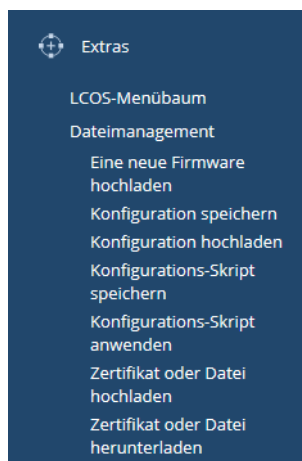 Extras
LCOS-Menübaum
Dateimanagement
Eine neue Firmware
hochladen
Konfiguration speichern
Konfiguration hochladen
Konfigurations-Skript
speichern
Konfigurations-Skript
anwenden
Zertifikat oder Datei
hochladen
Zertifikat oder Datei
herunterladen